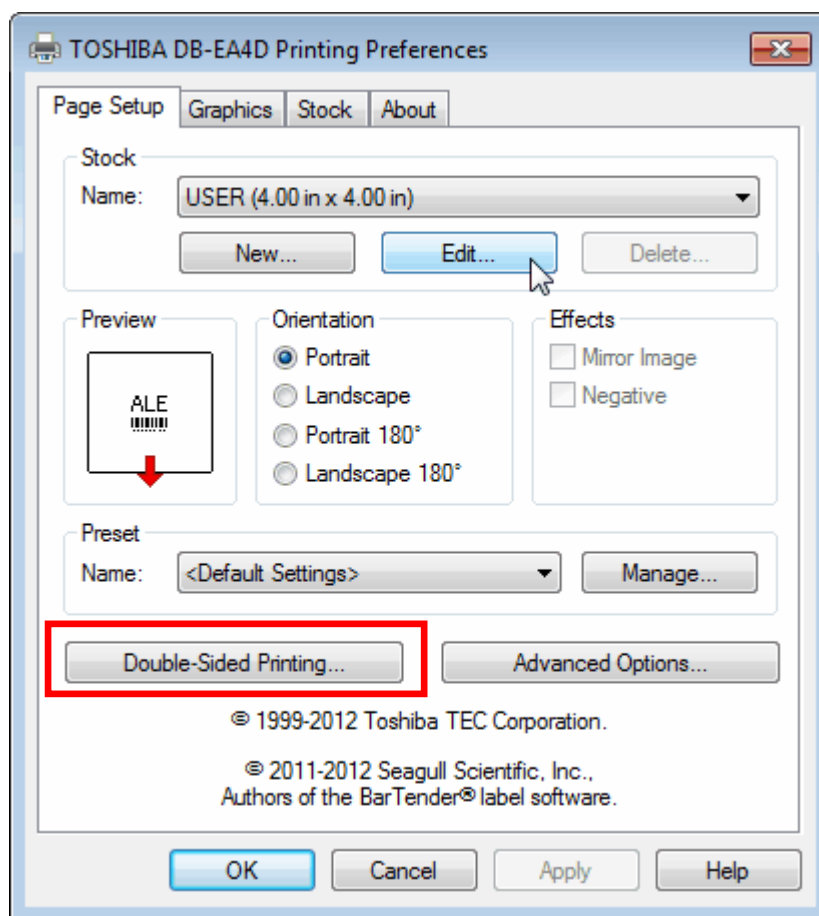 TOSHIBA DB-EA4D Printing Preferences
Page Setup Graphics Stock About
Stock
Name: USER (4.00 in x 4.00 in)
New... Edit... Delete...
Preview Orientation Effects
Portrait Mirror Image
ALE Landscape Negative
Portrait 180°
Landscape 180°
Preset
Name: <Default Settings> Manage...
Double-Sided Printing... Advanced Options...
© 1999-2012 Toshiba TEC Corporation.
© 2011-2012 Seagull Scientific, Inc.,
Authors of the BarTender® label software.
OK Cancel Apply Help